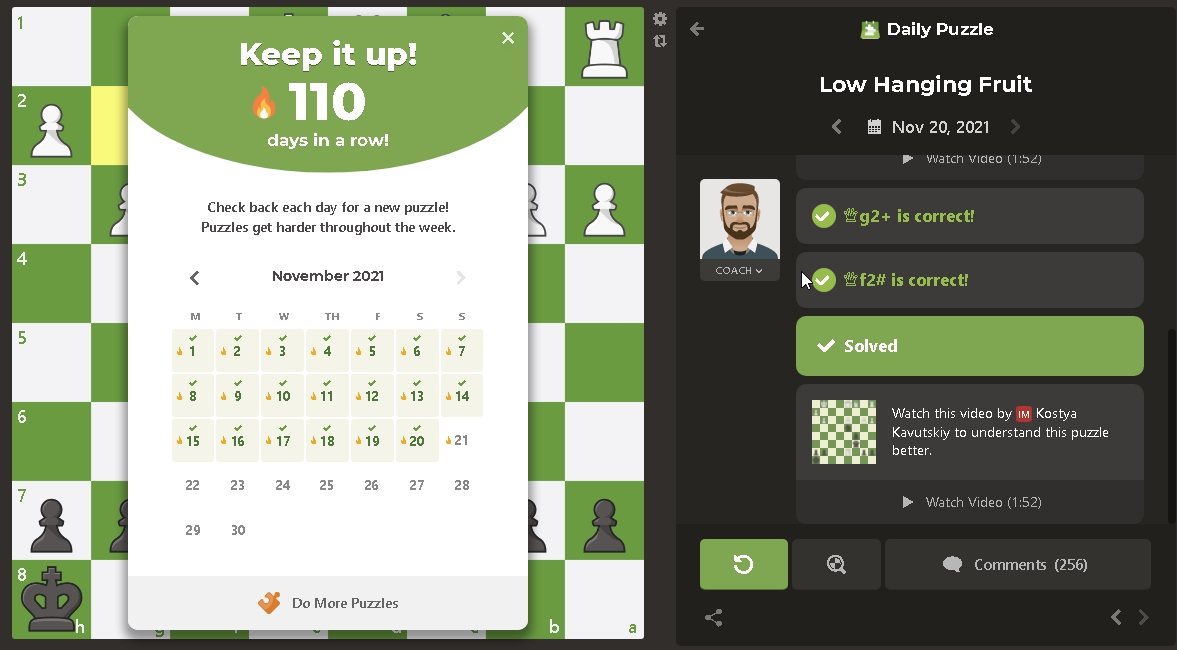 1
2
3
4
5
6
7
8
h
b
a
Keep it up!
110
days in a row!
Check back each day for a new puzzle!
Puzzles get harder throughout the week.
November 2021
M T W TH F S S
1 2 3 4 5 6 7
8 9 10 11 12 13 14
15 16 17 18 19 20 21
22 23 24 25 26 27 28
29 30
Do More Puzzles
Daily Puzzle
Low Hanging Fruit
Nov 20, 2021
Watch Video (1:52)
COACH
♕g2+ is correct!
♕f2# is correct!
Solved
Watch this video by IM Kostya
Kavutskiy to understand this puzzle
better.
Watch Video (1:52)
Comments (256)